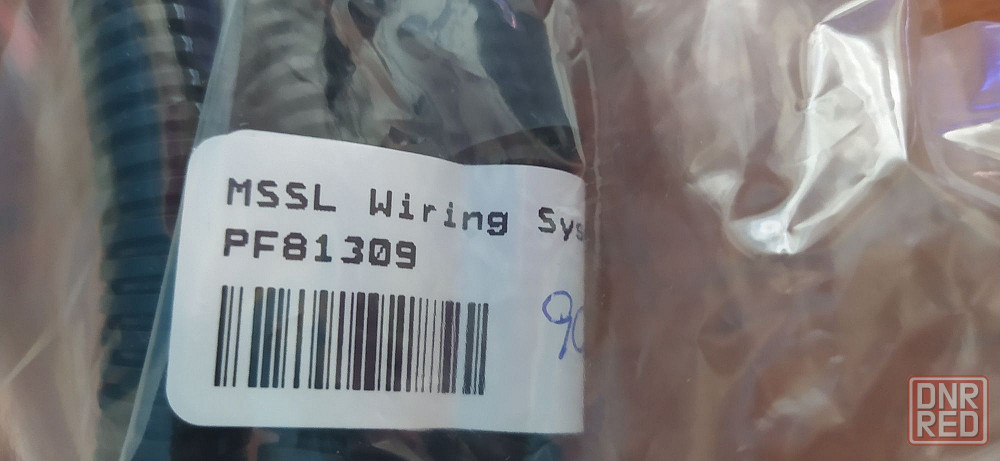 MSSL Wiring Sys
PF81309
90
DNR
RED